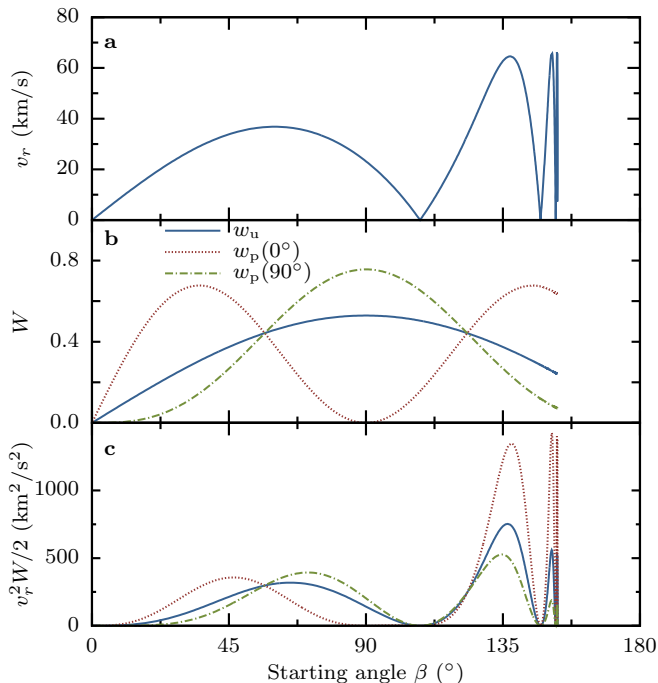 80
60
40
20
0
v_r (km/s)
a
b
w_u
w_p(0°)
w_p(90°)
0.8
0.4
0.0
W
c
1000
500
0
v_r^2W/2 (km^2/s^2)
0 45 90 135 180
Starting angle β (°)